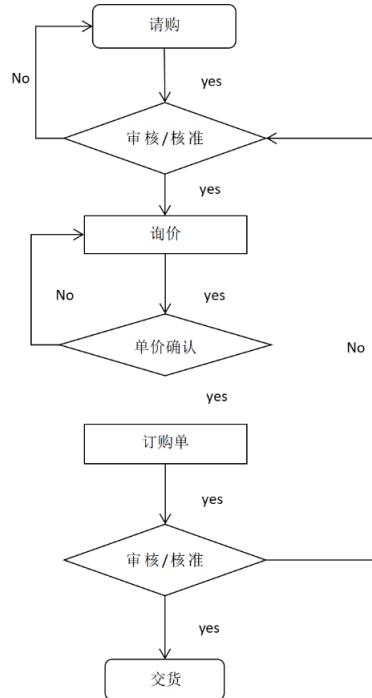 请购
No
yes
审核/核准
yes
询价
No
yes
单价确认
No
yes
订购单
yes
审核/核准
yes
交货